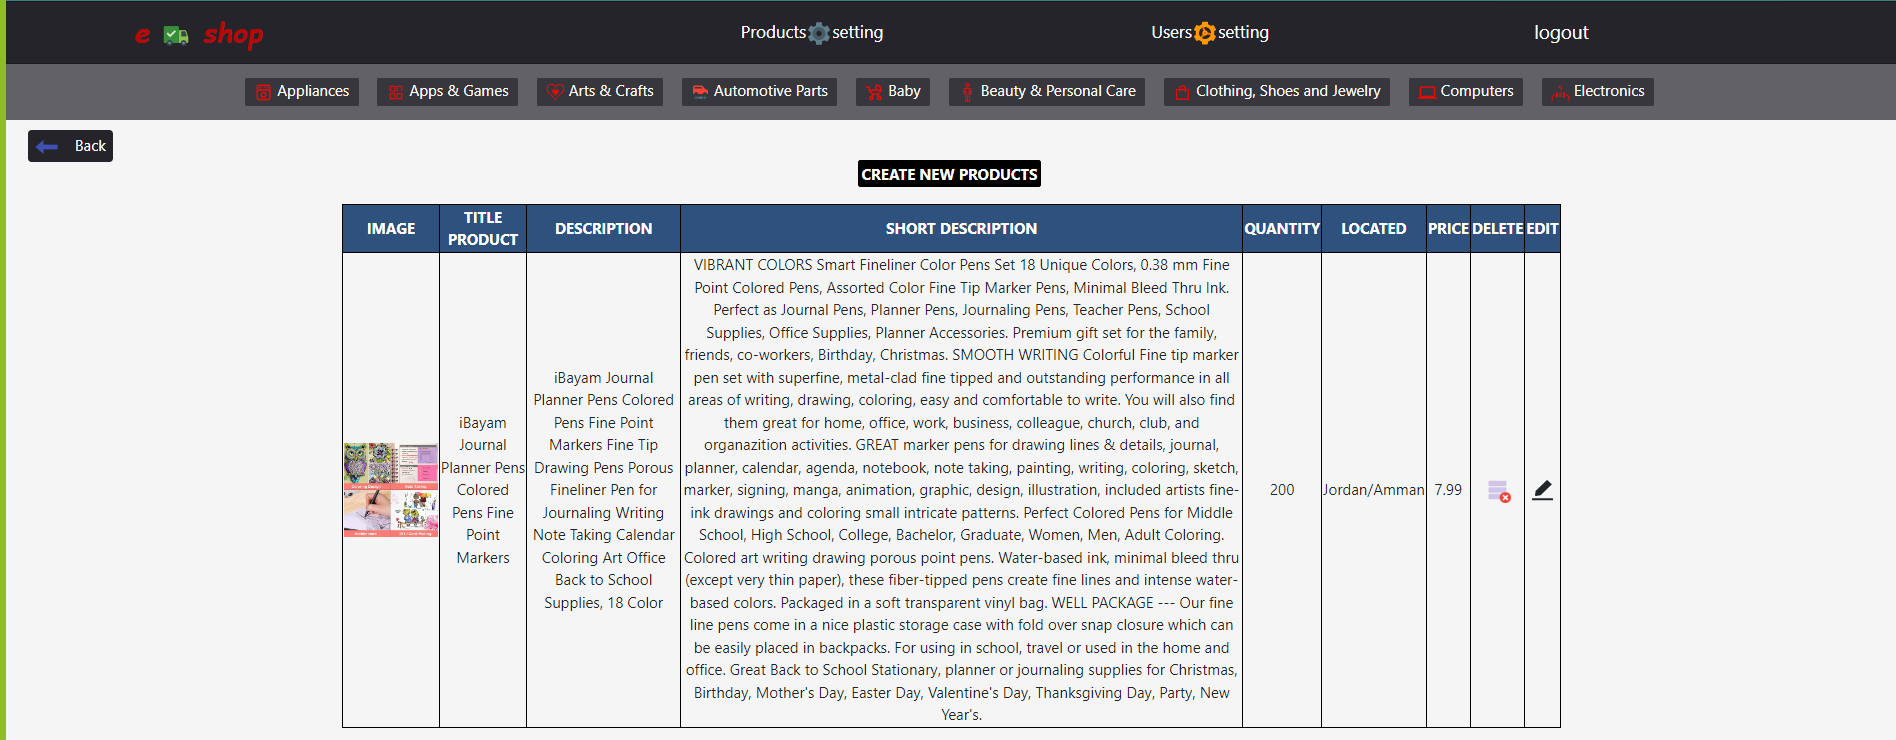 e shop
Products setting
Users setting
logout
Appliances
Apps & Games
Arts & Crafts
Automotive Parts
Baby
Beauty & Personal Care
Clothing, Shoes and Jewelry
Computers
Electronics
Back
CREATE NEW PRODUCTS
IMAGE
TITLE
PRODUCT
DESCRIPTION
SHORT DESCRIPTION
QUANTITY
LOCATED
PRICE
DELETE
EDIT
iBayam
Journal
Planner Pens
Colored
Pens Fine
Point
Markers
iBayam Journal
Planner Pens Colored
Pens Fine Point
Markers Fine Tip
Drawing Pens Porous
Fineliner Pen for
Journaling Writing
Note Taking Calendar
Coloring Art Office
Back to School
Supplies, 18 Color
VIBRANT COLORS Smart Fineliner Color Pens Set 18 Unique Colors, 0.38 mm Fine
Point Colored Pens, Assorted Color Fine Tip Marker Pens, Minimal Bleed Thru Ink.
Perfect as Journal Pens, Planner Pens, Journaling Pens, Teacher Pens, School
Supplies, Office Supplies, Planner Accessories. Premium gift set for the family,
friends, co-workers, Birthday, Christmas. SMOOTH WRITING Colorful Fine tip marker
pen set with superfine, metal-clad fine tipped and outstanding performance in all
areas of writing, drawing, coloring, easy and comfortable to write. You will also find
them great for home, office, work, business, colleague, church, club, and
organazition activities. GREAT marker pens for drawing lines & details, journal,
planner, calendar, agenda, notebook, note taking, painting, writing, coloring, sketch,
marker, signing, manga, animation, graphic, design, illustration, included artists fine-
ink drawings and coloring small intricate patterns. Perfect Colored Pens for Middle
School, High School, College, Bachelor, Graduate, Women, Men, Adult Coloring.
Colored art writing drawing porous point pens. Water-based ink, minimal bleed thru
(except very thin paper), these fiber-tipped pens create fine lines and intense water-
based colors. Packaged in a soft transparent vinyl bag. WELL PACKAGE --- Our fine
line pens come in a nice plastic storage case with fold over snap closure which can
be easily placed in backpacks. For using in school, travel or used in the home and
office. Great Back to School Stationary, planner or journaling supplies for Christmas,
Birthday, Mother's Day, Easter Day, Valentine's Day, Thanksgiving Day, Party, New
Year's.
200
Jordan/Amman
7.99